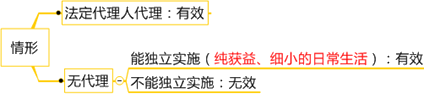 法定代理人代理：有效
情形
能独立实施（纯获益、细小的日常生活）：有效
无代理
不能独立实施：无效